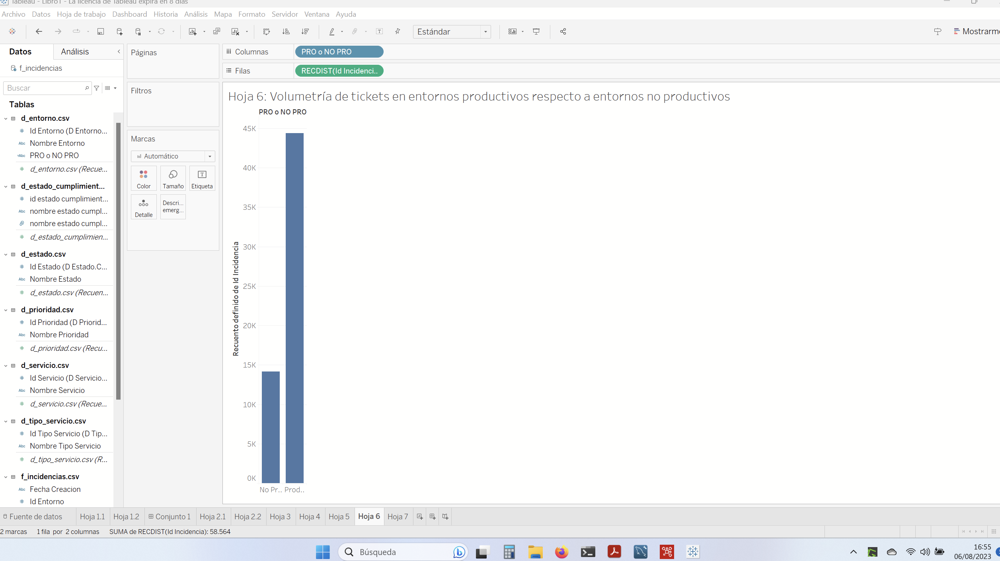 Tableau - Libro1 - La licencia de Tableau expira en 8 días
Archivo Datos Hoja de trabajo Dashboard Historia Análisis Mapa Formato Servidor Ventana Ayuda
Estándar
Mostrarme
Datos Análisis
f_incidencias
Buscar
Tablas
d_entorno.csv
Id Entorno (D Entorno...
Abc Nombre Entorno
=Abc PRO o NO PRO
d_entorno.csv (Recue...
d_estado_cumplimient...
id estado cumplimient...
Abc nombre estado cumpl...
nombre estado cumpl...
d_estado_cumplimien...
d_estado.csv
Id Estado (D Estado.C...
Abc Nombre Estado
d_estado.csv (Recuen...
d_prioridad.csv
Id Prioridad (D Priorid...
Abc Nombre Prioridad
d_prioridad.csv (Recu...
d_servicio.csv
Id Servicio (D Servicio...
Abc Nombre Servicio
d_servicio.csv (Recue...
d_tipo_servicio.csv
Id Tipo Servicio (D Tip...
Abc Nombre Tipo Servicio
d_tipo_servicio.csv (R...
f_incidencias.csv
Abc Fecha Creacion
Id Entorno
Páginas
Filtros
Marcas
Automático
Color Tamaño Etiqueta
Detalle
Descri...
emerg...
Columnas PRO o NO PRO
Filas RECDIST(Id Incidenci..
Hoja 6: Volumetría de tickets en entornos productivos respecto a entornos no productivos
PRO o NO PRO
45K
40K
35K
30K
25K
20K
15K
10K
5K
0K
Recuento definido de Id Incidencia
No Pr.. Prod..
Fuente de datos Hoja 1.1 Hoja 1.2 Conjunto 1 Hoja 2.1 Hoja 2.2 Hoja 3 Hoja 4 Hoja 5 Hoja 6 Hoja 7
2 marcas 1 fila por 2 columnas SUMA de RECDIST(Id Incidencia): 58.564
Búsqueda
16:55
06/08/2023